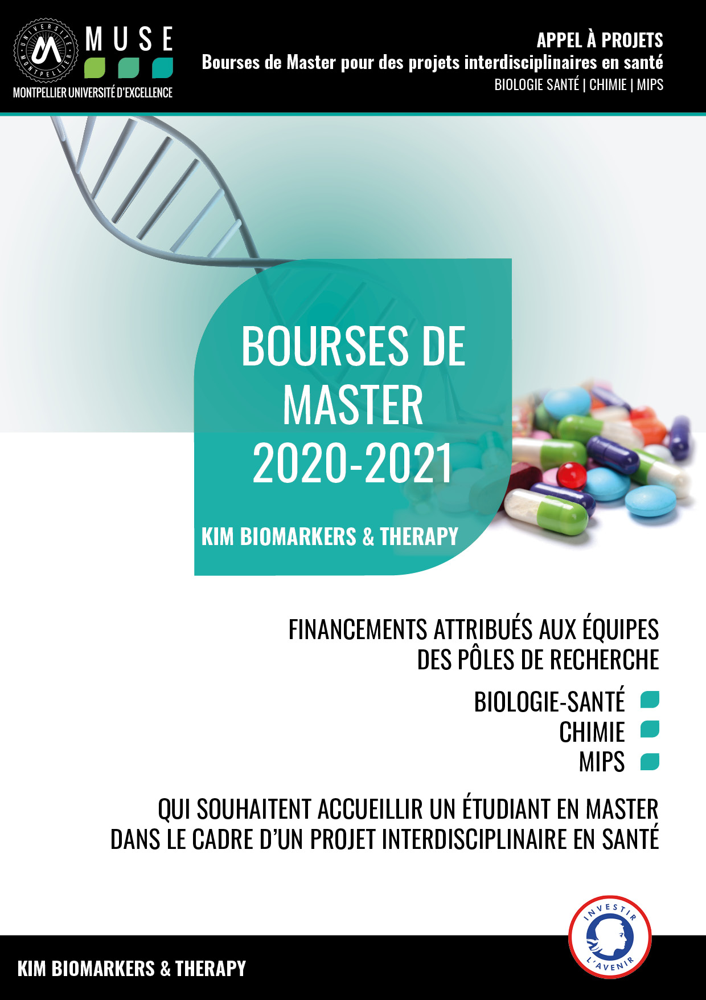 UNIVERSITÉ
MONTPELLIER
MUSE
MONTPELLIER UNIVERSITÉ D'EXCELLENCE
APPEL À PROJETS
Bourses de Master pour des projets interdisciplinaires en santé
BIOLOGIE SANTÉ | CHIMIE | MIPS
BOURSES DE
MASTER
2020-2021
KIM BIOMARKERS & THERAPY
FINANCEMENTS ATTRIBUÉS AUX ÉQUIPES
DES PÔLES DE RECHERCHE
BIOLOGIE-SANTÉ
CHIMIE
MIPS
QUI SOUHAITENT ACCUEILLIR UN ÉTUDIANT EN MASTER
DANS LE CADRE D'UN PROJET INTERDISCIPLINAIRE EN SANTÉ
INVESTIR
L'AVENIR
KIM BIOMARKERS & THERAPY